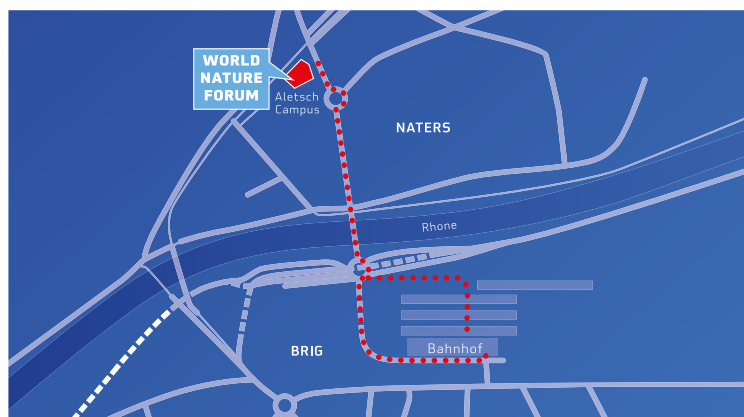 WORLD
NATURE
FORUM
Aletsch
Campus
NATERS
Rhone
Bahnhof
BRIG